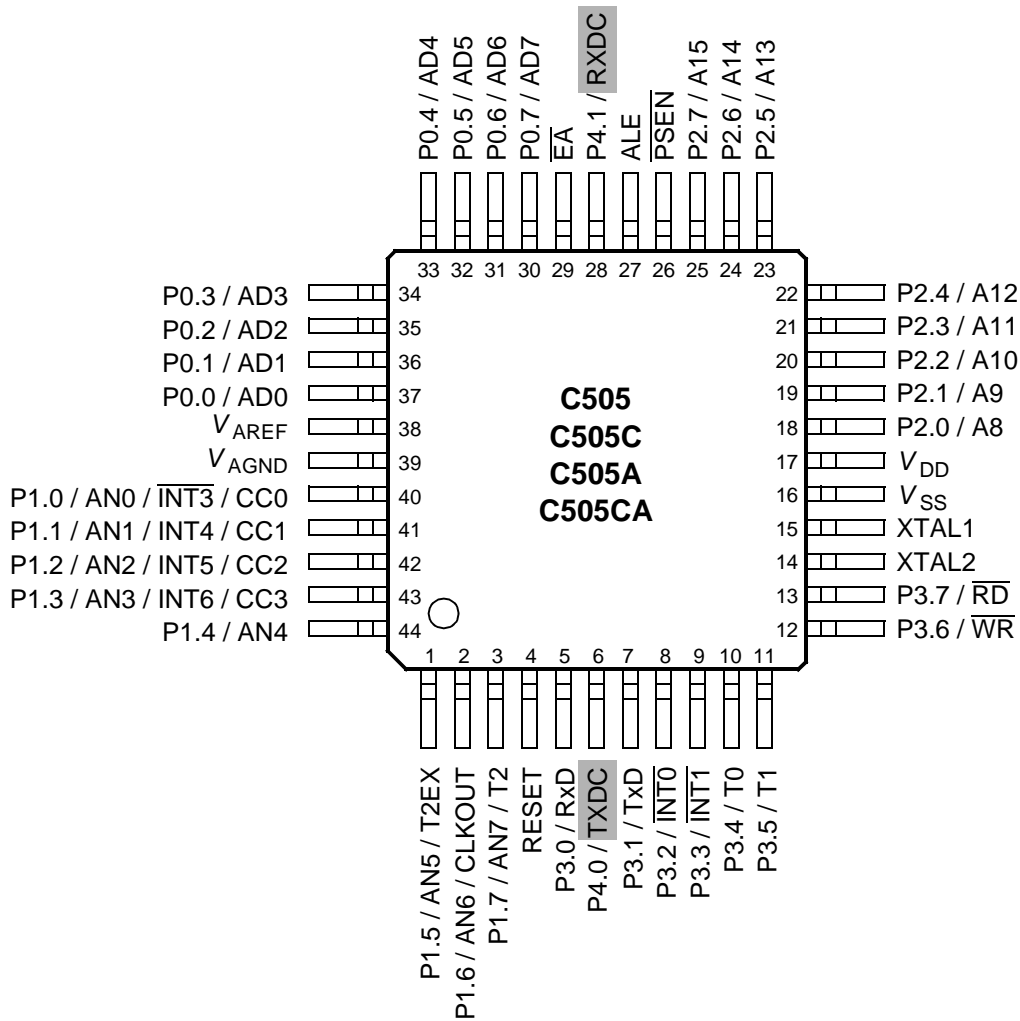 P0.4 / AD4
P0.5 / AD5
P0.6 / AD6
P0.7 / AD7
EA
P4.1 / RXDC
ALE
PSEN
P2.7 / A15
P2.6 / A14
P2.5 / A13
33 32 31 30 29 28 27 26 25 24 23
P0.3 / AD3 34
P0.2 / AD2 35
P0.1 / AD1 36
P0.0 / AD0 37
VAREF 38
VAGND 39
P1.0 / AN0 / INT3 / CC0 40
P1.1 / AN1 / INT4 / CC1 41
P1.2 / AN2 / INT5 / CC2 42
P1.3 / AN3 / INT6 / CC3 43
P1.4 / AN4 44
C505
C505C
C505A
C505CA
22 P2.4 / A12
21 P2.3 / A11
20 P2.2 / A10
19 P2.1 / A9
18 P2.0 / A8
17 VDD
16 VSS
15 XTAL1
14 XTAL2
13 P3.7 / RD
12 P3.6 / WR
1 2 3 4 5 6 7 8 9 10 11
P1.5 / AN5 / T2EX
P1.6 / AN6 / CLKOUT
P1.7 / AN7 / T2
RESET
P3.0 / RxD
P4.0 / TXDC
P3.1 / TxD
P3.2 / INT0
P3.3 / INT1
P3.4 / T0
P3.5 / T1